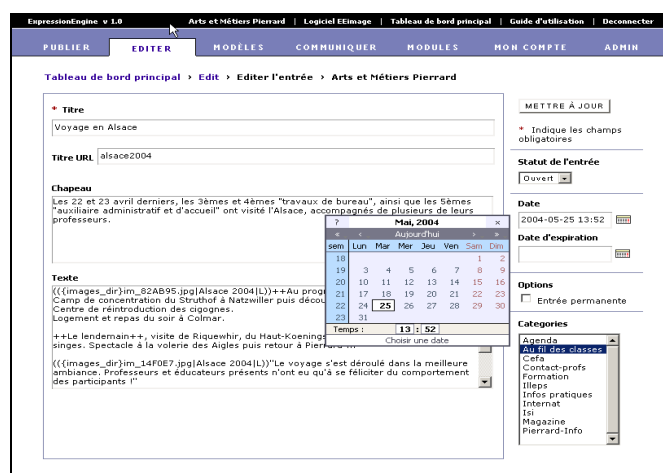 ExpressionEngine v 1.0 Arts et Métiers Pierrard | Logiciel EEimage | Tableau de bord principal | Guide d'utilisation | Deconnecter
PUBLIER EDITER MODÈLES COMMUNIQUER MODULES MON COMPTE ADMIN
Tableau de bord principal › Edit › Editer l'entrée › Arts et Métiers Pierrard
* Titre
Voyage en Alsace
Titre URL alsace2004
Chapeau
Les 22 et 23 avril derniers, les 3èmes et 4èmes "travaux de bureau", ainsi que les 5èmes
"auxiliaire administratif et d'accueil" ont visité l'Alsace, accompagnés de plusieurs de leurs
professeurs.
Texte
(({images_dir}im_82AB95.jpg|Alsace 2004|L))++Au progr
Camp de concentration du Struthof à Natzwiller puis découv
Centre de réintroduction des cigognes.
Logement et repas du soir à Colmar.
++Le lendemain++, visite de Riquewhir, du Haut-Koenings
singes. Spectacle à la volerie des Aigles puis retour à Pierrard ...
(({images_dir}im_14F0E7.jpg|Alsace 2004|L))"Le voyage s'est déroulé dans la meilleure
ambiance. Professeurs et éducateurs présents n'ont eu qu'à se féliciter du comportement
des participants !"
? Mai, 2004 ×
« ‹ Aujourd'hui › »
sem Lun Mar Mer Jeu Ven Sam Dim
18 1 2
19 3 4 5 6 7 8 9
20 10 11 12 13 14 15 16
21 17 18 19 20 21 22 23
22 24 25 26 27 28 29 30
23 31
Temps : 13 : 52
Choisir une date
METTRE À JOUR
* Indique les champs
obligatoires
Statut de l'entrée
Ouvert
Date
2004-05-25 13:52
Date d'expiration
Options
Entrée permanente
Categories
Agenda
Au fil des classes
Cefa
Contact-profs
Formation
Illeps
Infos pratiques
Internat
Isi
Magazine
Pierrard-Info